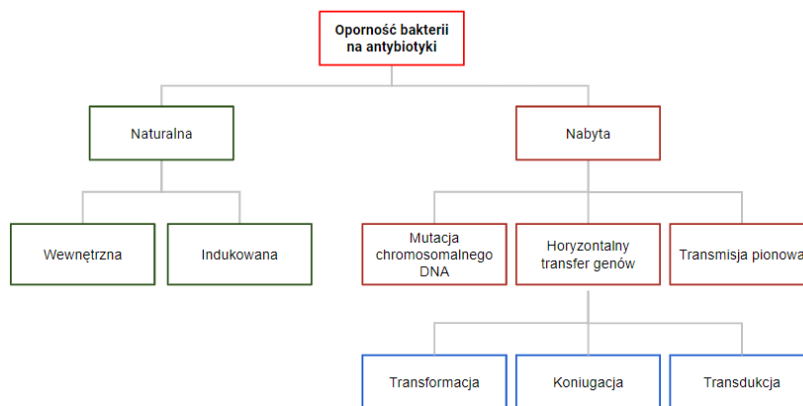 Oporność bakterii
na antybiotyki
Naturalna
Nabyta
Wewnętrzna
Indukowana
Mutacja
chromosomalnego
DNA
Horyzontalny
transfer genów
Transmisja pionowa
Transformacja
Koniugacja
Transdukcja